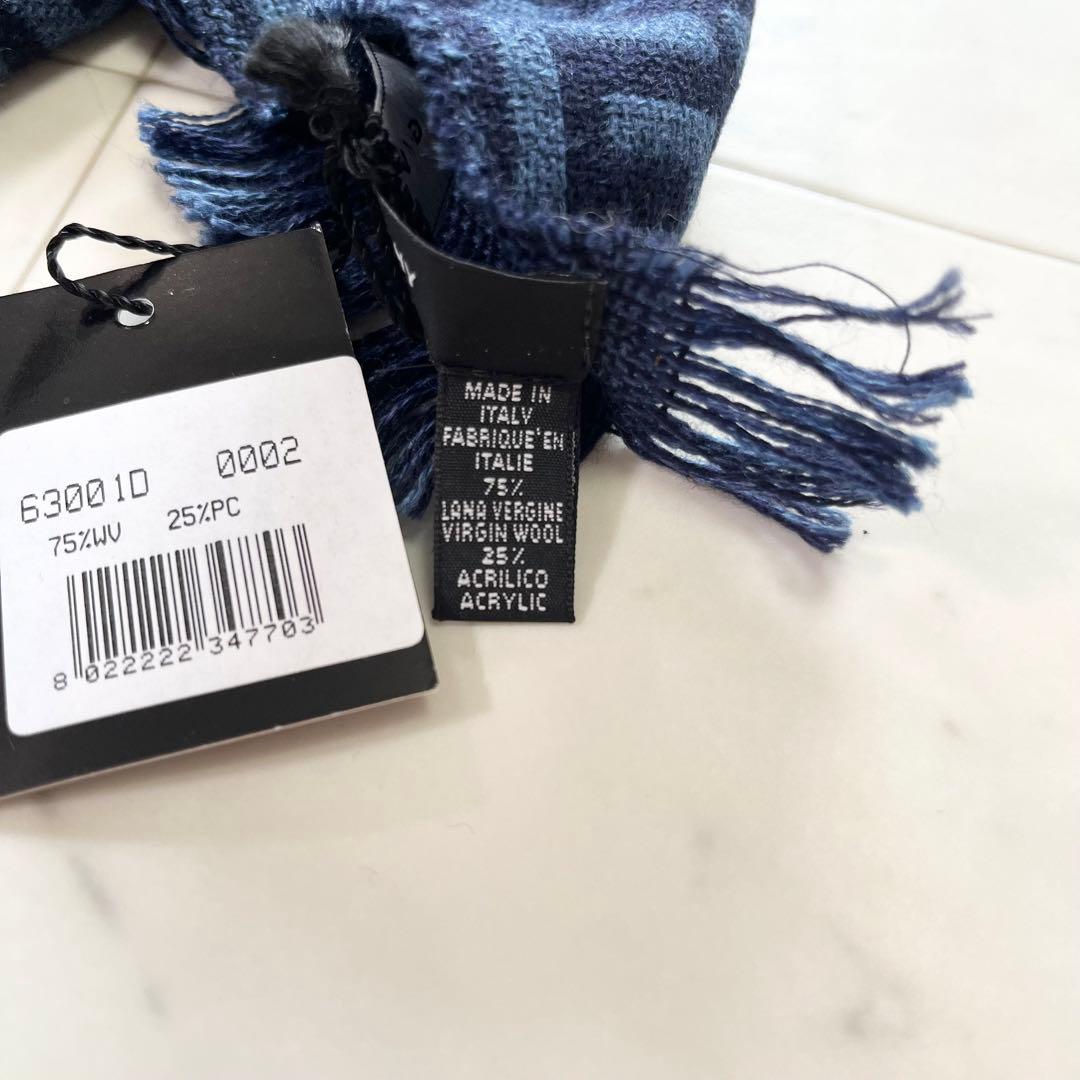 63001D 0002
75%WV 25%PC
8 022222 347703
MADE IN
ITALY
FABRIQUE'EN
ITALIE
75%
LANA VERGINE
VIRGIN WOOL
25%
ACRILICO
ACRYLIC